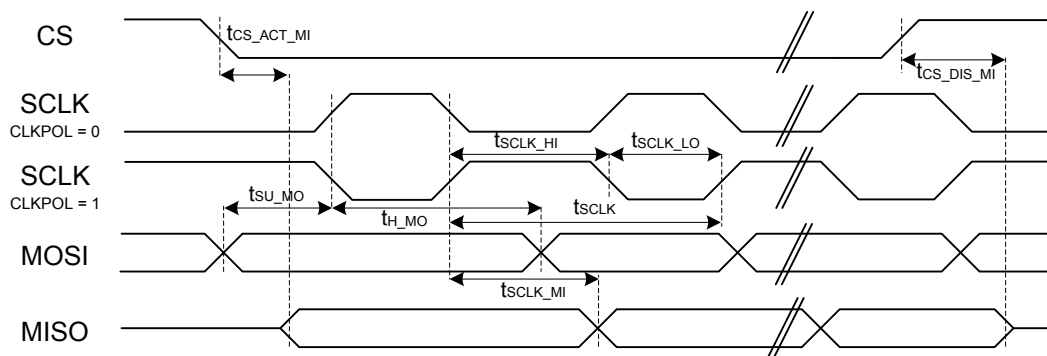 CS
tCS_ACT_MI
tCS_DIS_MI
SCLK
CLKPOL = 0
tSCLK_HI
tSCLK_LO
SCLK
CLKPOL = 1
tSU_MO
tH_MO
tSCLK
MOSI
tSCLK_MI
MISO